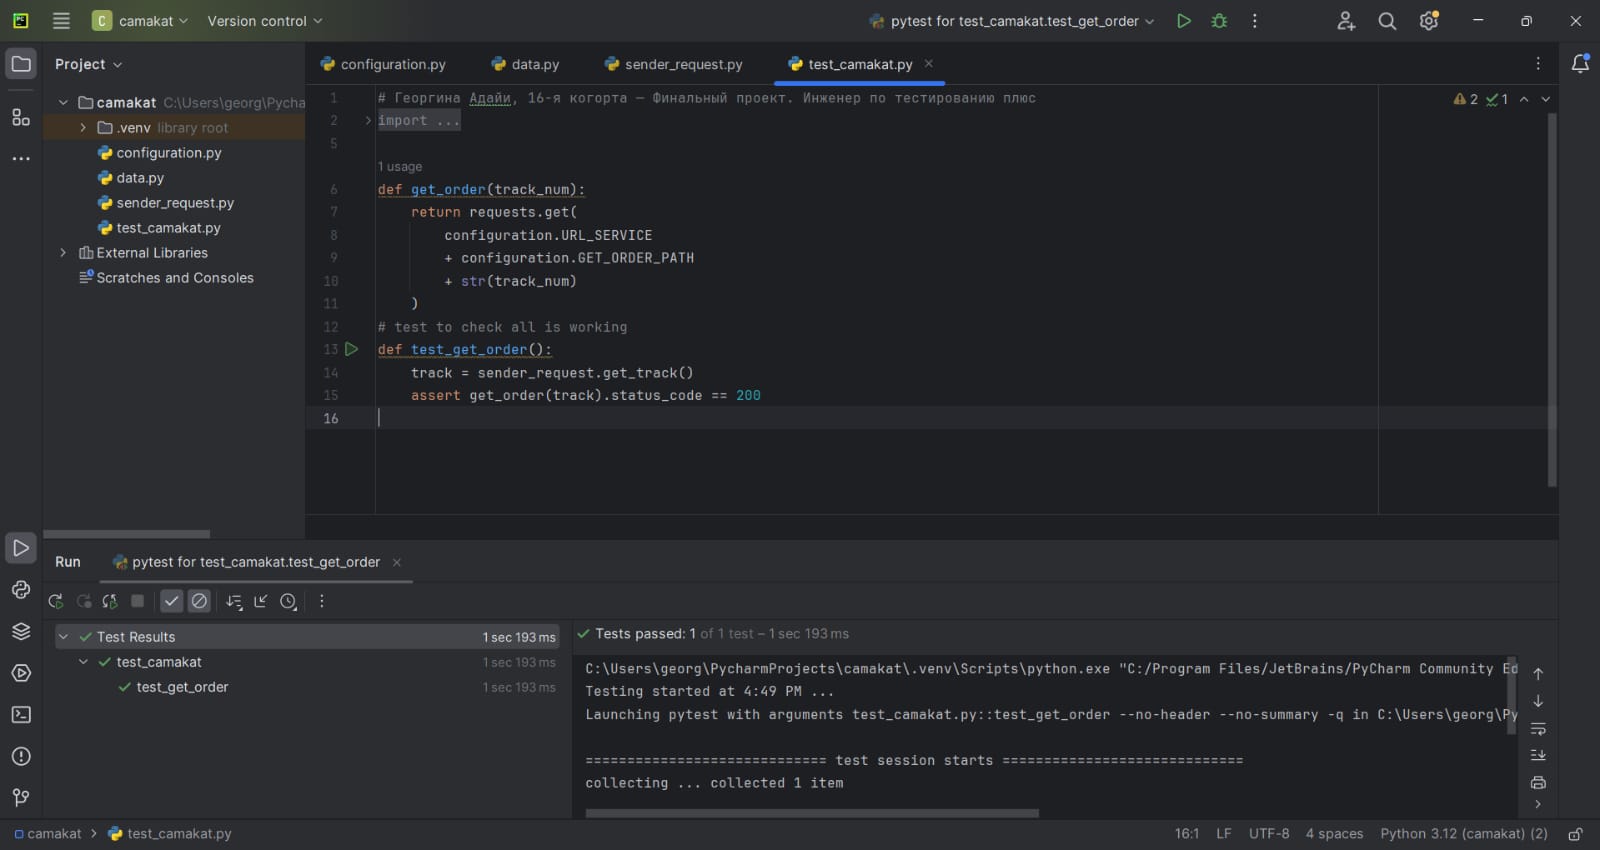 PC
C camakat
Version control
pytest for test_camakat.test_get_order
Project
configuration.py
data.py
sender_request.py
test_camakat.py
camakat C:\Users\georg\Pycha
.venv library root
configuration.py
data.py
sender_request.py
test_camakat.py
External Libraries
Scratches and Consoles
1 # Георгина Адайи, 16-я когорта — Финальный проект. Инженер по тестированию плюс
2 import ...
5
1 usage
6 def get_order(track_num):
7 return requests.get(
8 configuration.URL_SERVICE
9 + configuration.GET_ORDER_PATH
10 + str(track_num)
11 )
12 # test to check all is working
13 def test_get_order():
14 track = sender_request.get_track()
15 assert get_order(track).status_code == 200
16
2 1
Run
pytest for test_camakat.test_get_order
Test Results 1 sec 193 ms
test_camakat 1 sec 193 ms
test_get_order 1 sec 193 ms
Tests passed: 1 of 1 test – 1 sec 193 ms
C:\Users\georg\PycharmProjects\camakat\.venv\Scripts\python.exe "C:/Program Files/JetBrains/PyCharm Community Ed
Testing started at 4:49 PM ...
Launching pytest with arguments test_camakat.py::test_get_order --no-header --no-summary -q in C:\Users\georg\Py
============================= test session starts =============================
collecting ... collected 1 item
camakat > test_camakat.py
16:1 LF UTF-8 4 spaces Python 3.12 (camakat) (2)